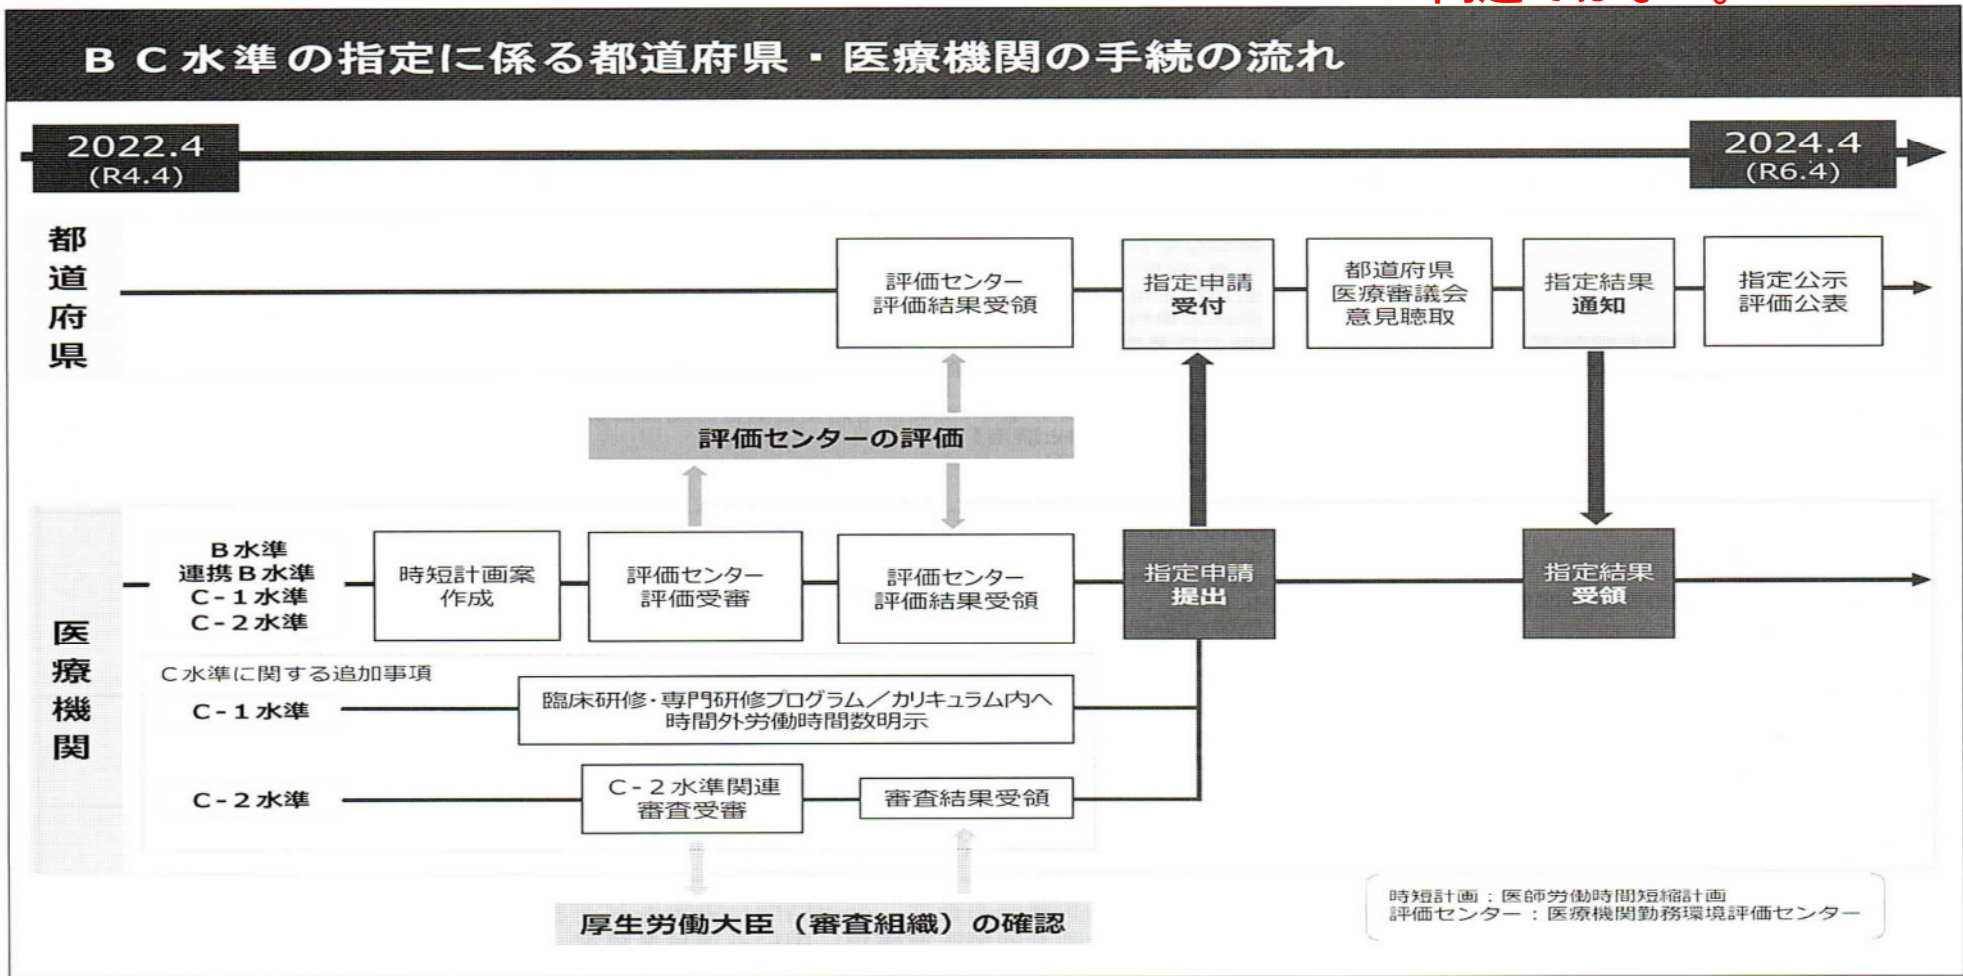 ＢＣ水準の指定に係る都道府県・医療機関の手続の流れ
2022.4
(R4.4)
2024.4
(R6.4)
都道府県
評価センター
評価結果受領
指定申請
受付
都道府県
医療審議会
意見聴取
指定結果
通知
指定公示
評価公表
評価センターの評価
医療機関
B水準
連携B水準
C-1水準
C-2水準
時短計画案
作成
評価センター
評価受審
評価センター
評価結果受領
指定申請
提出
指定結果
受領
C水準に関する追加事項
C-1水準
臨床研修・専門研修プログラム／カリキュラム内へ
時間外労働時間数明示
C-2水準
C-2水準関連
審査受審
審査結果受領
厚生労働大臣（審査組織）の確認
時短計画：医師労働時間短縮計画
評価センター：医療機関勤務環境評価センター